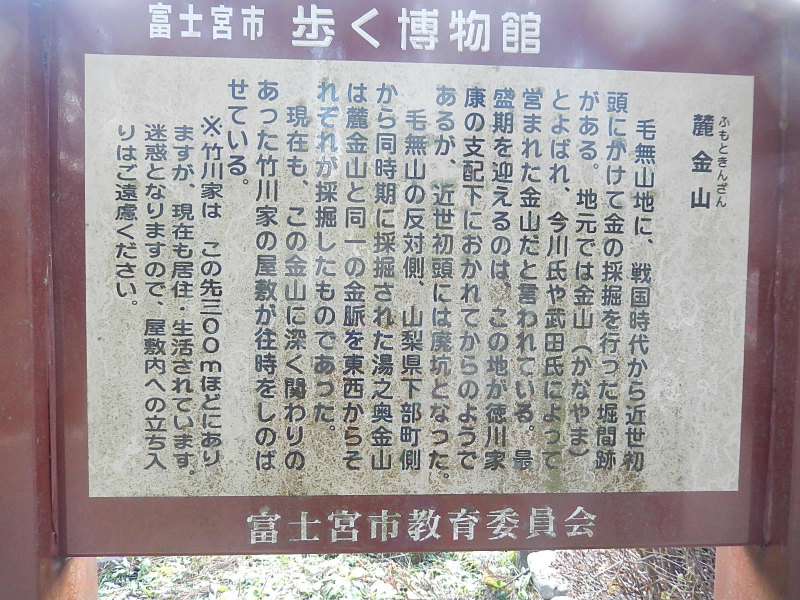 富士宮市 歩く博物館
ふもときんざん
麓金山
毛無山地に、戦国時代から近世初
頭にかけて金の採掘を行った堀間跡
がある。地元では金山（かなやま）
とよばれ、今川氏や武田氏によって
営まれた金山だと言われている。最
盛期を迎えるのは、この地が徳川家
康の支配下におかれてからのようで
あるが、近世初頭には廃坑となった。
毛無山の反対側、山梨県下部町側
から同時期に採掘された湯之奥金山
は麓金山と同一の金脈を東西からそ
れぞれが採掘したものであった。
現在も、この金山に深く関わりの
あった竹川家の屋敷が往時をしのば
せている。
※竹川家は この先三〇〇mほどにあり
ますが、現在も居住・生活されています。
迷惑となりますので、屋敷内への立ち入
りはご遠慮ください。
富士宮市教育委員会